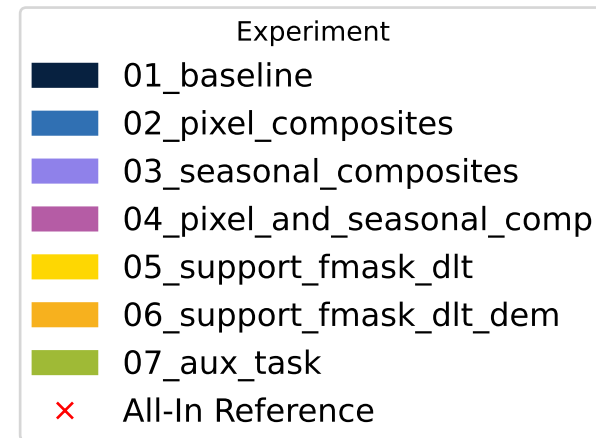 Experiment
01_baseline
02_pixel_composites
03_seasonal_composites
04_pixel_and_seasonal_comp
05_support_fmask_dlt
06_support_fmask_dlt_dem
07_aux_task
All-In Reference